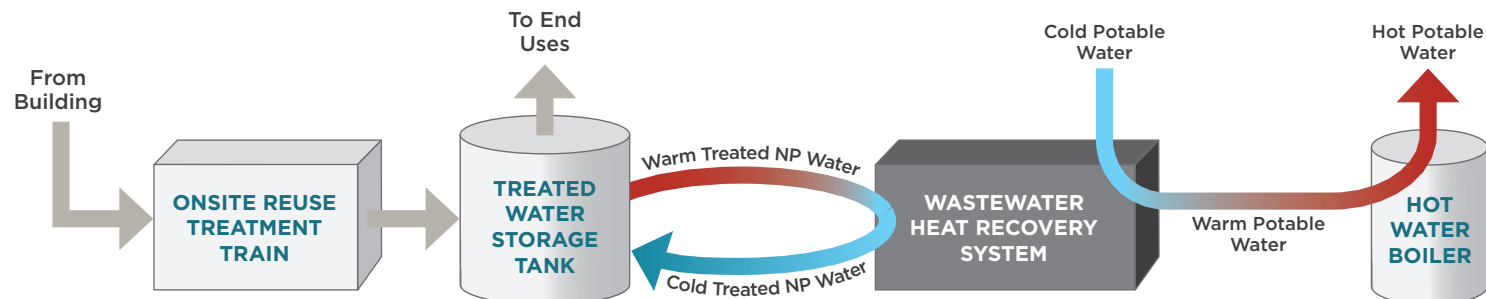 From
Building
ONSITE REUSE
TREATMENT
TRAIN
To End
Uses
TREATED
WATER
STORAGE
TANK
Warm Treated NP Water
Cold Treated NP Water
WASTEWATER
HEAT RECOVERY
SYSTEM
Cold Potable
Water
Warm Potable
Water
Hot Potable
Water
HOT
WATER
BOILER